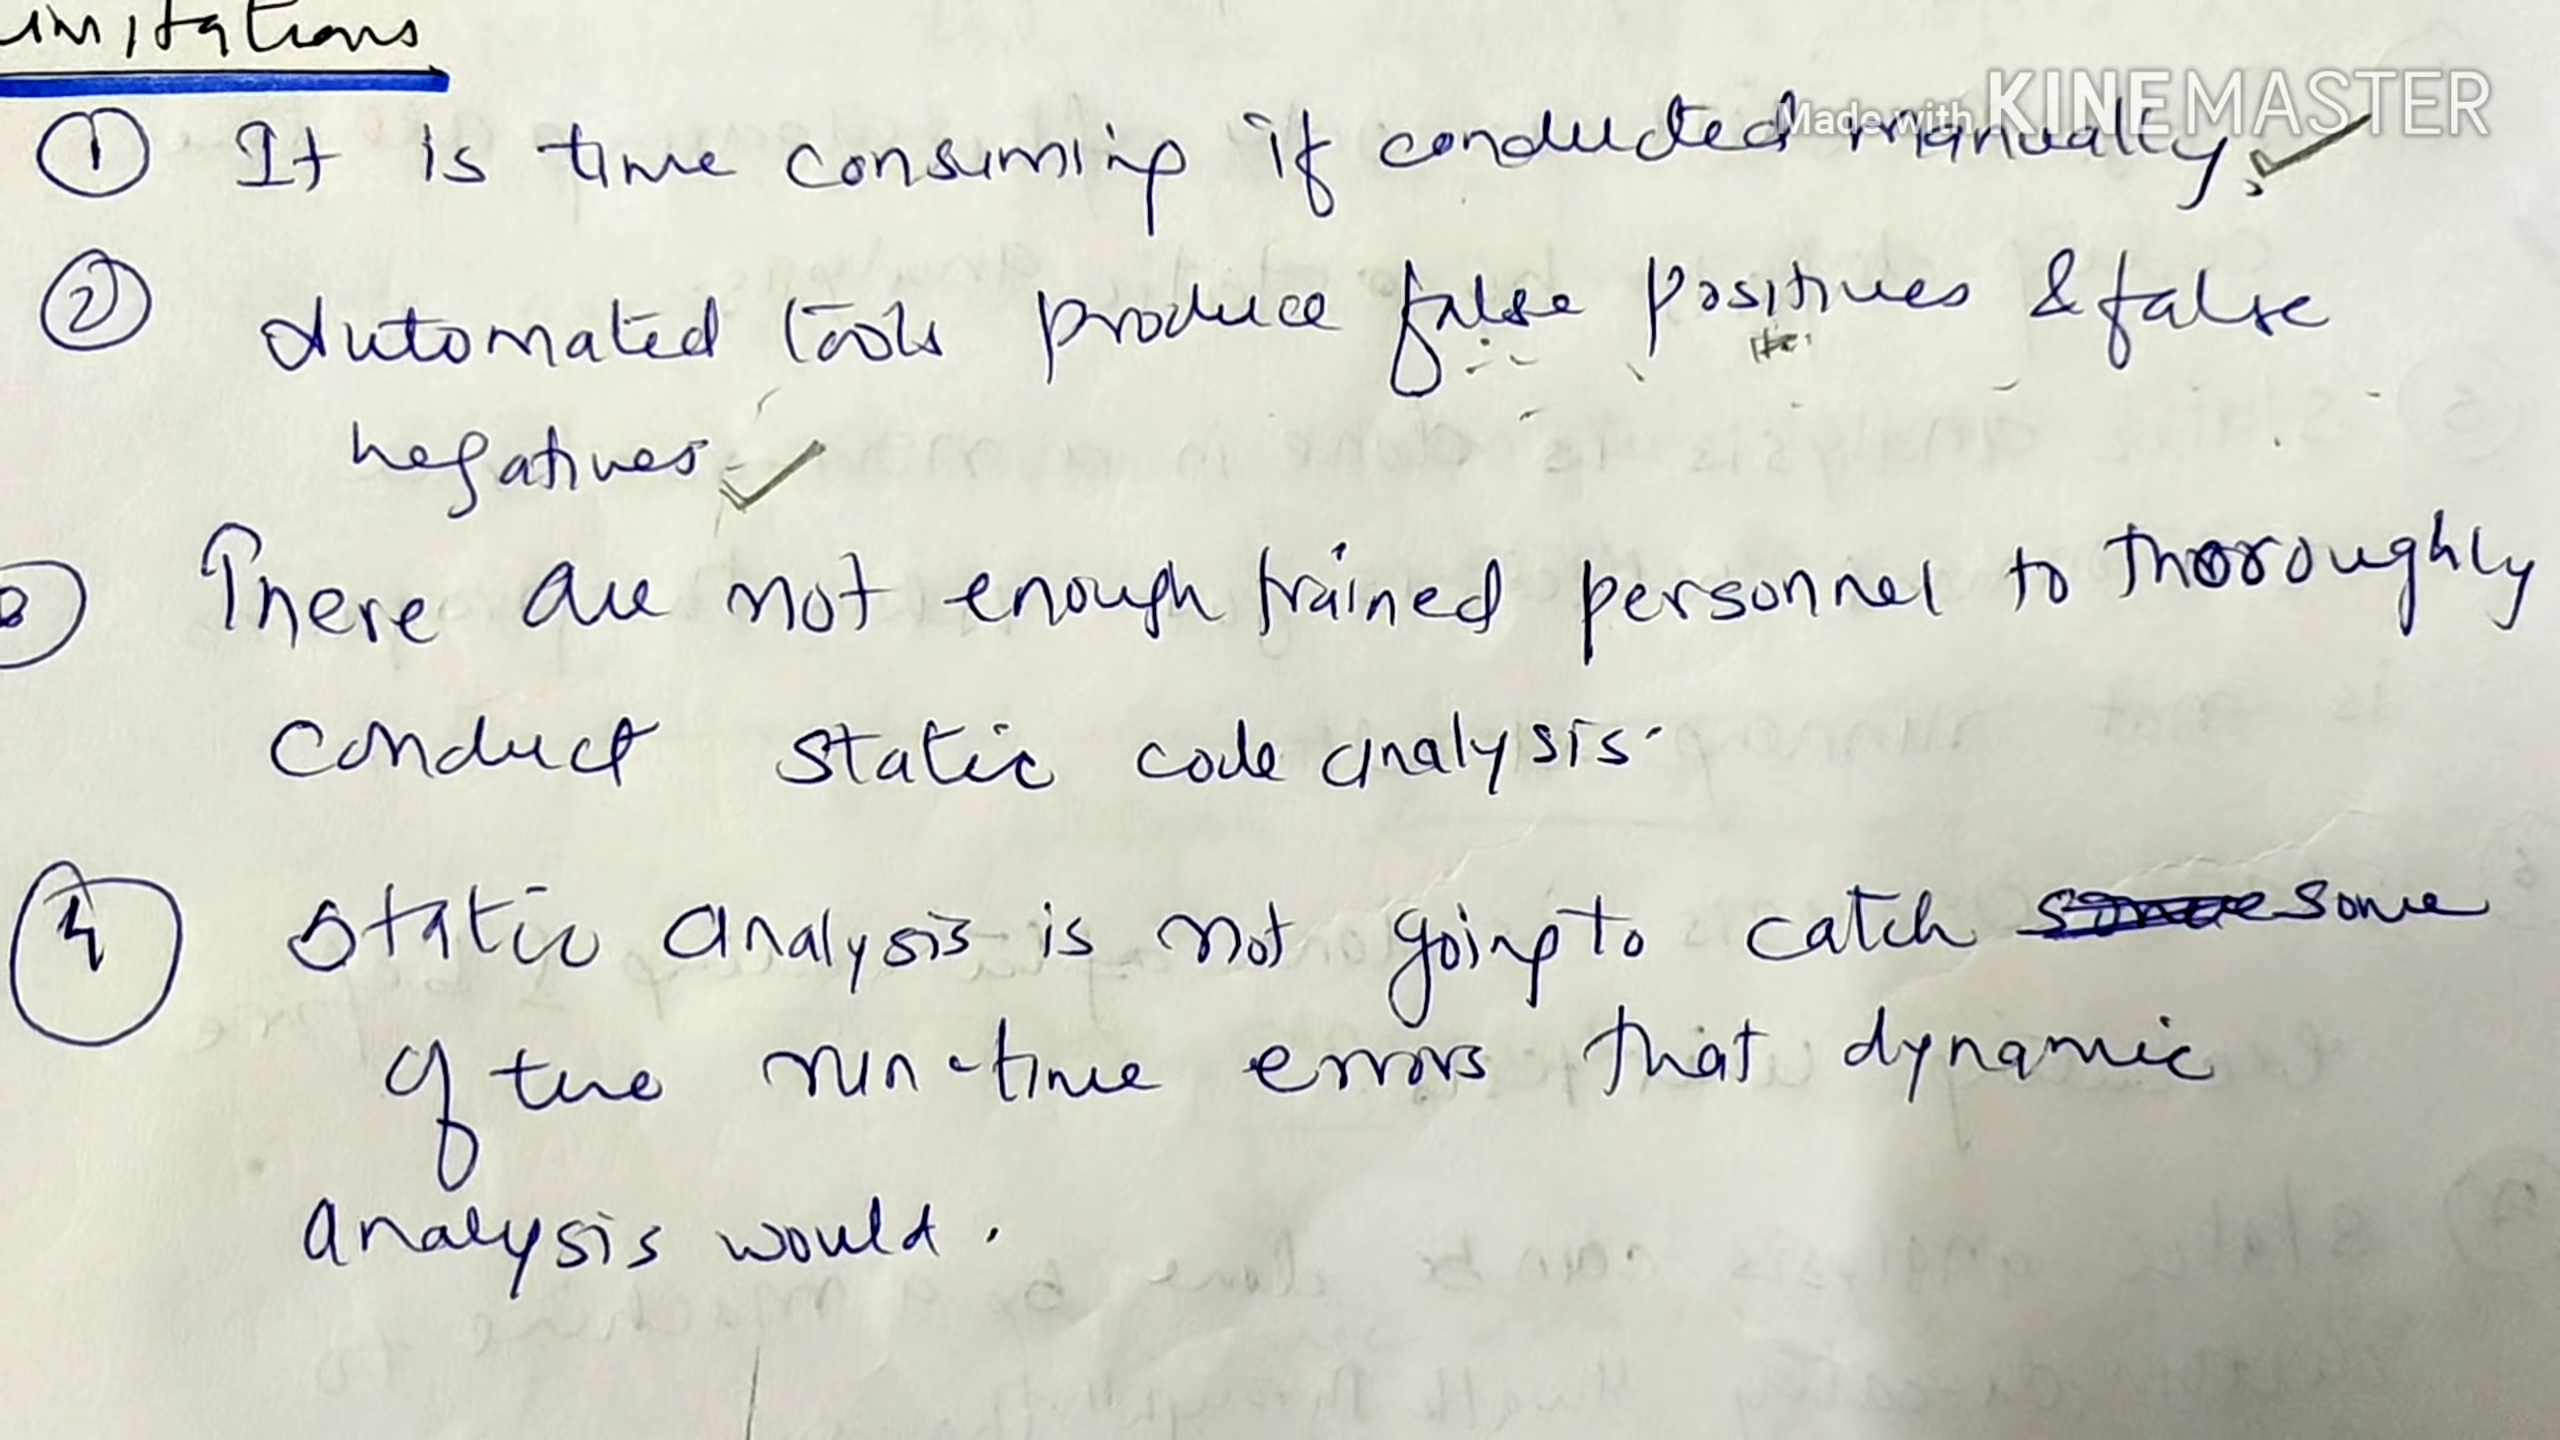 imitations
Made with KINEMASTER
① It is time consuming if conducted manually.
② Automated tools produce false positives & false
negatives
There are not enough trained personnel to thoroughly
conduct static code analysis.
④ Static analysis is not going to catch some some
of the run-time errors that dynamic
analysis would.